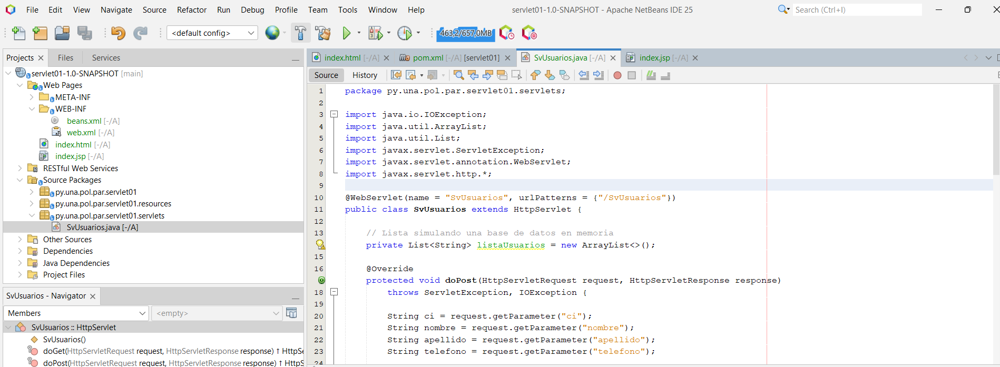 File Edit View Navigate Source Refactor Run Debug Profile Team Tools Window Help
servlet01-1.0-SNAPSHOT - Apache NetBeans IDE 25
Search (Ctrl+I)
<default config>
463,2/657,0MB
Projects Files Services
servlet01-1.0-SNAPSHOT [main]
Web Pages
META-INF
WEB-INF
beans.xml [-/A]
web.xml [-/A]
index.html [-/A]
index.jsp [-/A]
RESTful Web Services
Source Packages
py.una.pol.par.servlet01
py.una.pol.par.servlet01.resources
py.una.pol.par.servlet01.servlets
SvUsuarios.java [-/A]
Other Sources
Dependencies
Java Dependencies
Project Files
SvUsuarios - Navigator
Members <empty>
SvUsuarios :: HttpServlet
SvUsuarios()
doGet(HttpServletRequest request, HttpServletResponse response) ↑ HttpSe
doPost(HttpServletRequest request, HttpServletResponse response) ↑ HttpS
index.html [-/A] pom.xml [-/A] [servlet01] SvUsuarios.java [-/A] index.jsp [-/A]
Source History
1 package py.una.pol.par.servlet01.servlets;
2
3 import java.io.IOException;
4 import java.util.ArrayList;
5 import java.util.List;
6 import javax.servlet.ServletException;
7 import javax.servlet.annotation.WebServlet;
8 import javax.servlet.http.*;
9
10 @WebServlet(name = "SvUsuarios", urlPatterns = {"/SvUsuarios"})
11 public class SvUsuarios extends HttpServlet {
12
13 // Lista simulando una base de datos en memoria
private List<String> listaUsuarios = new ArrayList<>();
15
16 @Override
protected void doPost(HttpServletRequest request, HttpServletResponse response)
18 throws ServletException, IOException {
19
20 String ci = request.getParameter("ci");
21 String nombre = request.getParameter("nombre");
22 String apellido = request.getParameter("apellido");
23 String telefono = request.getParameter("telefono");
24